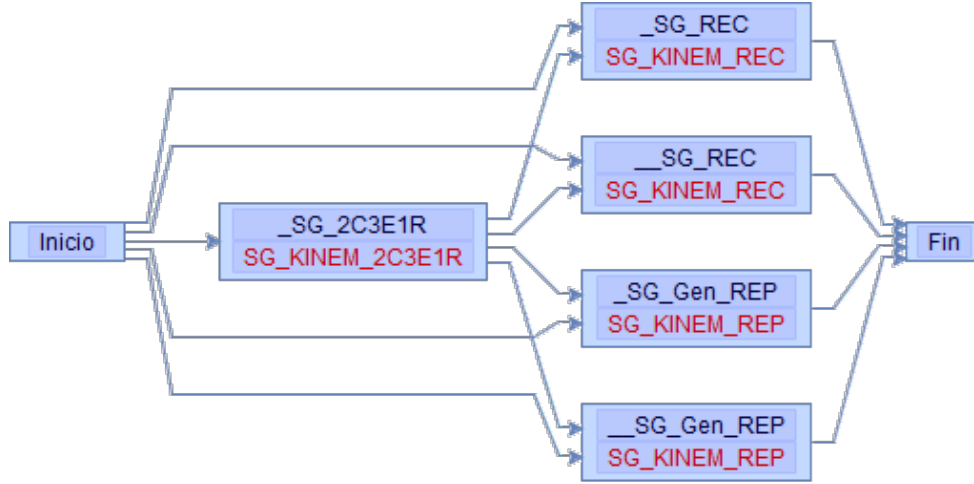 Inicio
_SG_2C3E1R
SG_KINEM_2C3E1R
_SG_REC
SG_KINEM_REC
__SG_REC
SG_KINEM_REC
_SG_Gen_REP
SG_KINEM_REP
__SG_Gen_REP
SG_KINEM_REP
Fin